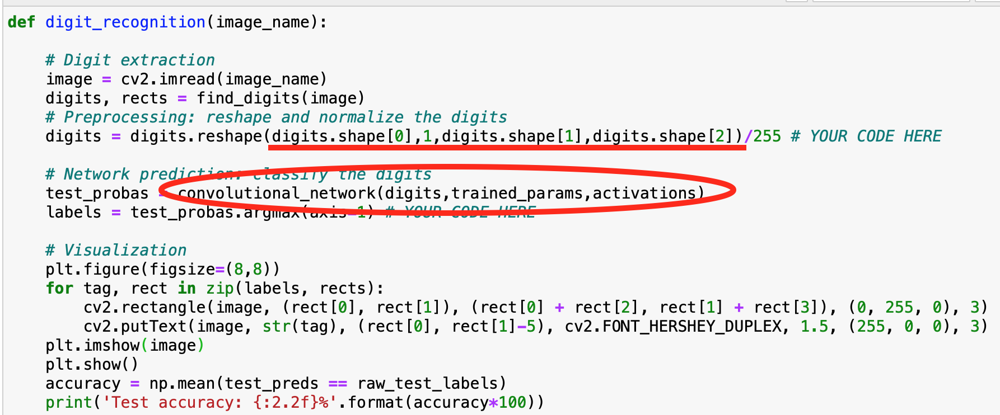 def digit_recognition(image_name):
# Digit extraction
image = cv2.imread(image_name)
digits, rects = find_digits(image)
# Preprocessing: reshape and normalize the digits
digits = digits.reshape(digits.shape[0],1,digits.shape[1],digits.shape[2])/255 # YOUR CODE HERE
# Network prediction: classify the digits
test_probas = convolutional_network(digits,trained_params,activations)
labels = test_probas.argmax(axis=1) # YOUR CODE HERE
# Visualization
plt.figure(figsize=(8,8))
for tag, rect in zip(labels, rects):
cv2.rectangle(image, (rect[0], rect[1]), (rect[0] + rect[2], rect[1] + rect[3]), (0, 255, 0), 3)
cv2.putText(image, str(tag), (rect[0], rect[1]-5), cv2.FONT_HERSHEY_DUPLEX, 1.5, (255, 0, 0), 3)
plt.imshow(image)
plt.show()
accuracy = np.mean(test_preds == raw_test_labels)
print('Test accuracy: {:2.2f}%'.format(accuracy*100))